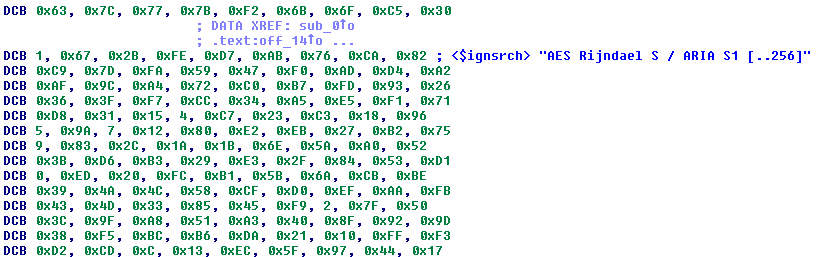 DCB 0x63, 0x7C, 0x77, 0x7B, 0xF2, 0x6B, 0x6F, 0xC5, 0x30
; DATA XREF: sub_0↑o
; .text:off_14↑o ...
DCB 1, 0x67, 0x2B, 0xFE, 0xD7, 0xAB, 0x76, 0xCA, 0x82 ; <$ignsrch> "AES Rijndael S / ARIA S1 [..256]"
DCB 0xC9, 0x7D, 0xFA, 0x59, 0x47, 0xF0, 0xAD, 0xD4, 0xA2
DCB 0xAF, 0x9C, 0xA4, 0x72, 0xC0, 0xB7, 0xFD, 0x93, 0x26
DCB 0x36, 0x3F, 0xF7, 0xCC, 0x34, 0xA5, 0xE5, 0xF1, 0x71
DCB 0xD8, 0x31, 0x15, 4, 0xC7, 0x23, 0xC3, 0x18, 0x96
DCB 5, 0x9A, 7, 0x12, 0x80, 0xE2, 0xEB, 0x27, 0xB2, 0x75
DCB 9, 0x83, 0x2C, 0x1A, 0x1B, 0x6E, 0x5A, 0xA0, 0x52
DCB 0x3B, 0xD6, 0xB3, 0x29, 0xE3, 0x2F, 0x84, 0x53, 0xD1
DCB 0, 0xED, 0x20, 0xFC, 0xB1, 0x5B, 0x6A, 0xCB, 0xBE
DCB 0x39, 0x4A, 0x4C, 0x58, 0xCF, 0xD0, 0xEF, 0xAA, 0xFB
DCB 0x43, 0x4D, 0x33, 0x85, 0x45, 0xF9, 2, 0x7F, 0x50
DCB 0x3C, 0x9F, 0xA8, 0x51, 0xA3, 0x40, 0x8F, 0x92, 0x9D
DCB 0x38, 0xF5, 0xBC, 0xB6, 0xDA, 0x21, 0x10, 0xFF, 0xF3
DCB 0xD2, 0xCD, 0xC, 0x13, 0xEC, 0x5F, 0x97, 0x44, 0x17